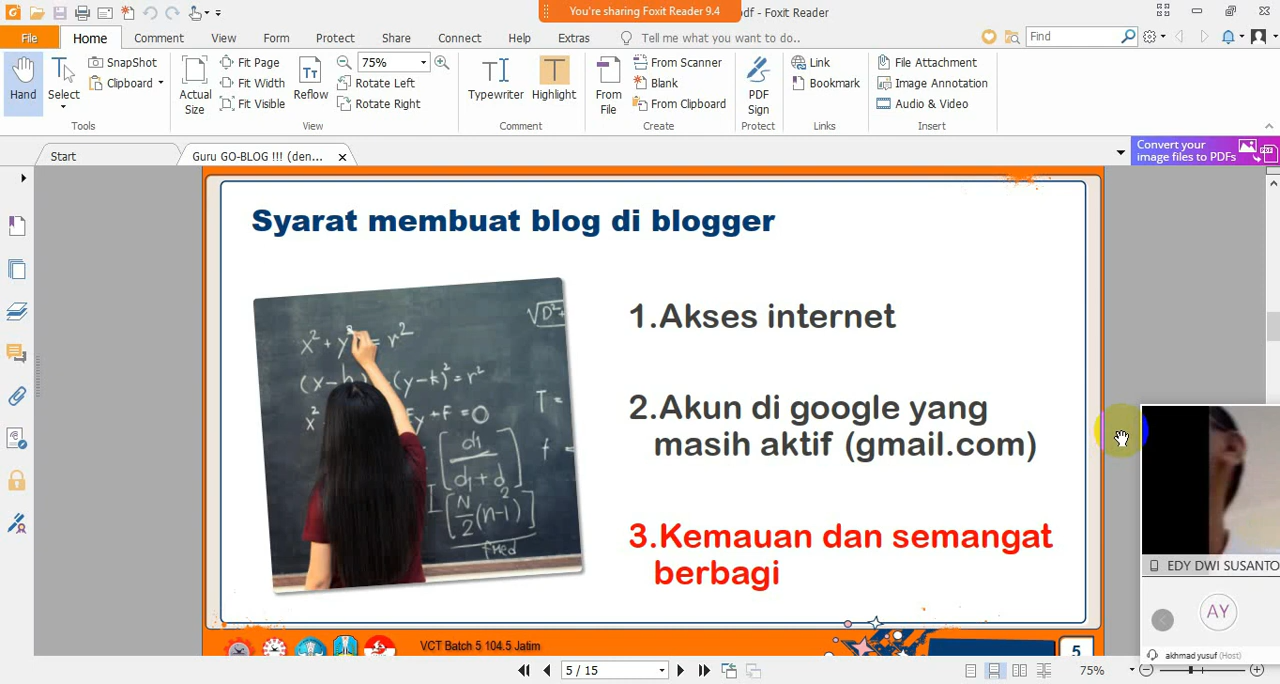 You're sharing Foxit Reader 9.4
pdf - Foxit Reader
File
Home
Comment
View
Form
Protect
Share
Connect
Help
Extras
Tell me what you want to do..
Find
Hand
Select
SnapShot
Clipboard
Tools
Actual
Size
Fit Page
Fit Width
Fit Visible
Reflow
75%
Rotate Left
Rotate Right
View
Typewriter
Highlight
Comment
From
File
From Scanner
Blank
From Clipboard
Create
PDF
Sign
Protect
Link
Bookmark
Links
File Attachment
Image Annotation
Audio & Video
Insert
Start
Guru GO-BLOG !!! (den...
Convert your
image files to PDFs
PDF
Syarat membuat blog di blogger
1.Akses internet
2.Akun di google yang
masih aktif (gmail.com)
3.Kemauan dan semangat
berbagi
EDY DWI SUSANTO
AY
akhmad yusuf (Host)
VCT Batch 5 104.5 Jatim
5
5 / 15
75%